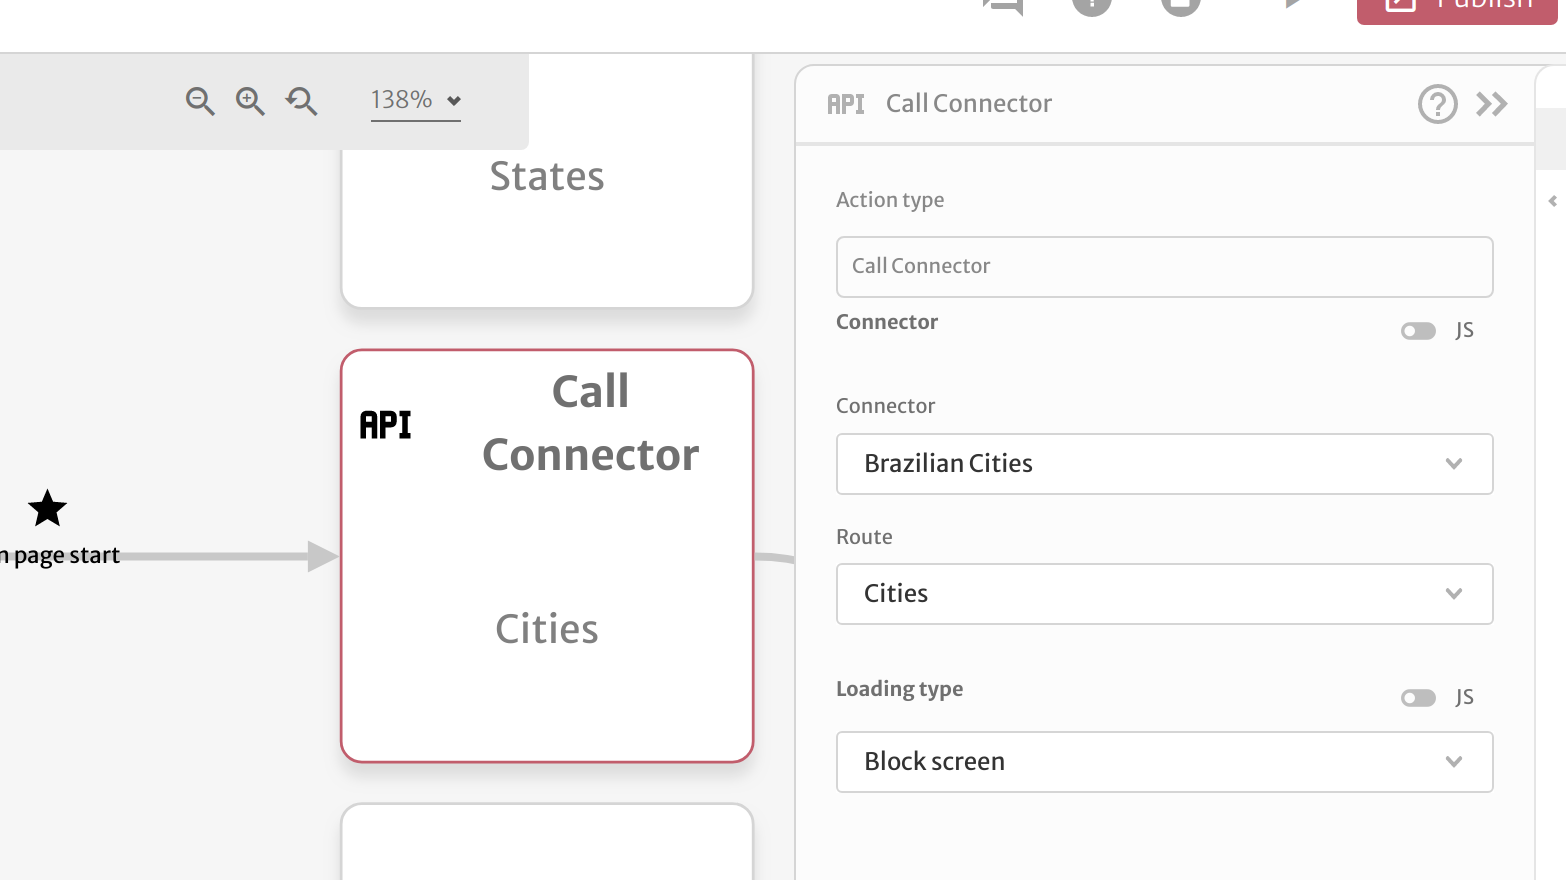 Publish
138%
States
API Call Connector
Action type
Call Connector
Connector
JS
Connector
Brazilian Cities
Route
Cities
Loading type
JS
Block screen
API
Call
Connector
Cities
page start